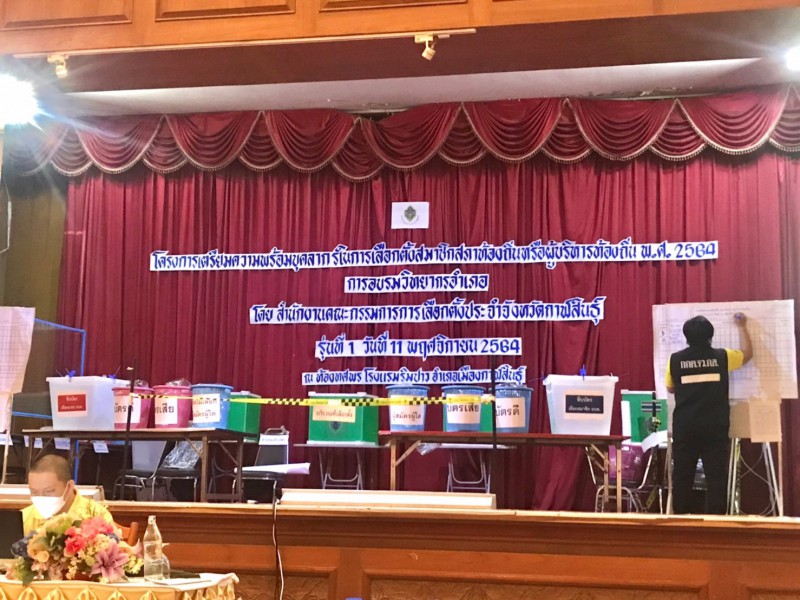 โครงการเตรียมความพร้อมบุคลากรในการเลือกตั้งสมาชิกสภาท้องถิ่นหรือผู้บริหารท้องถิ่น พ.ศ. 2564
การอบรมวิทยากรอำเภอ
โดย สำนักงานคณะกรรมการการเลือกตั้งประจำจังหวัดกาฬสินธุ์
รุ่นที่ 1 วันที่ 11 พฤศจิกายน 2564
ณ ห้องทศพร โรงแรมริมปาว อำเภอเมืองกาฬสินธุ์
หีบบัตร
บัตรเสีย
บัตรดี
หีบบัตร